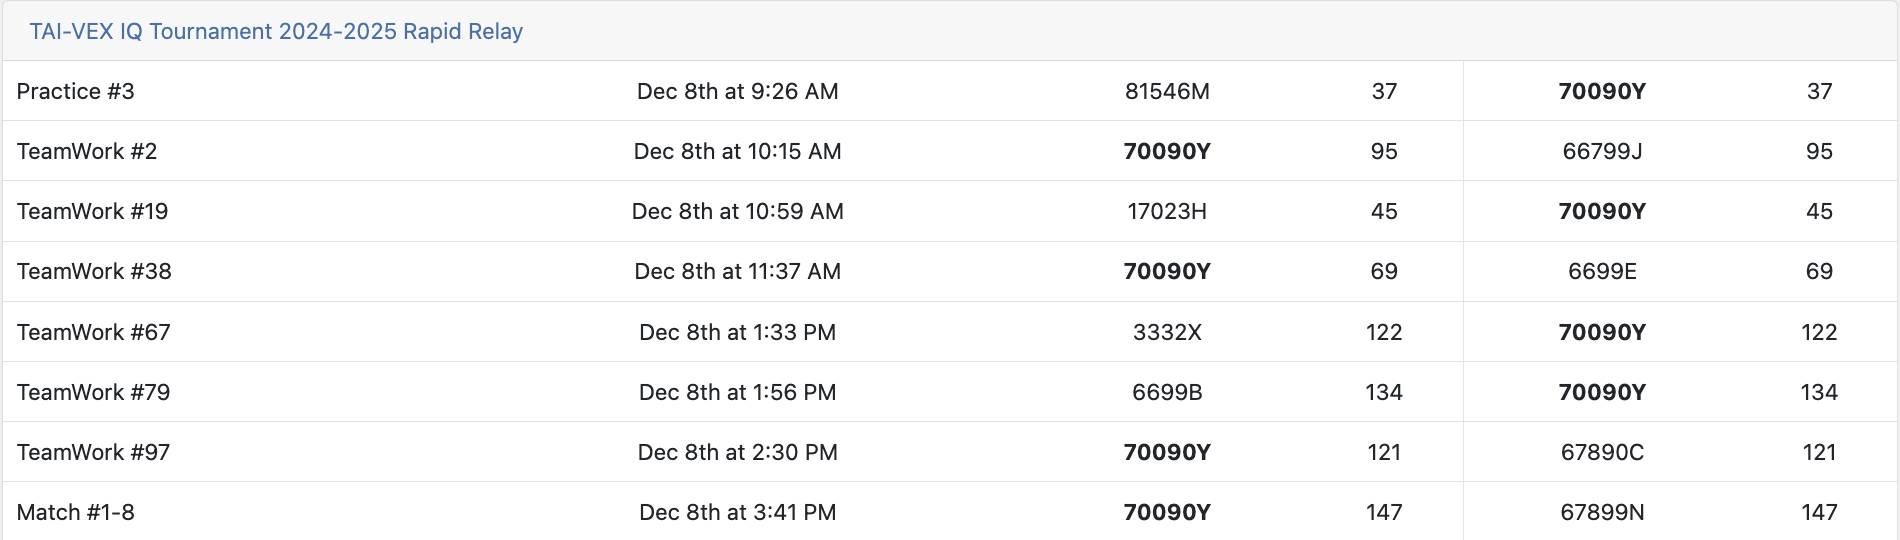 TAI-VEX IQ Tournament 2024-2025 Rapid Relay
Practice #3 Dec 8th at 9:26 AM 81546M 37 70090Y 37
TeamWork #2 Dec 8th at 10:15 AM 70090Y 95 66799J 95
TeamWork #19 Dec 8th at 10:59 AM 17023H 45 70090Y 45
TeamWork #38 Dec 8th at 11:37 AM 70090Y 69 6699E 69
TeamWork #67 Dec 8th at 1:33 PM 3332X 122 70090Y 122
TeamWork #79 Dec 8th at 1:56 PM 6699B 134 70090Y 134
TeamWork #97 Dec 8th at 2:30 PM 70090Y 121 67890C 121
Match #1-8 Dec 8th at 3:41 PM 70090Y 147 67899N 147